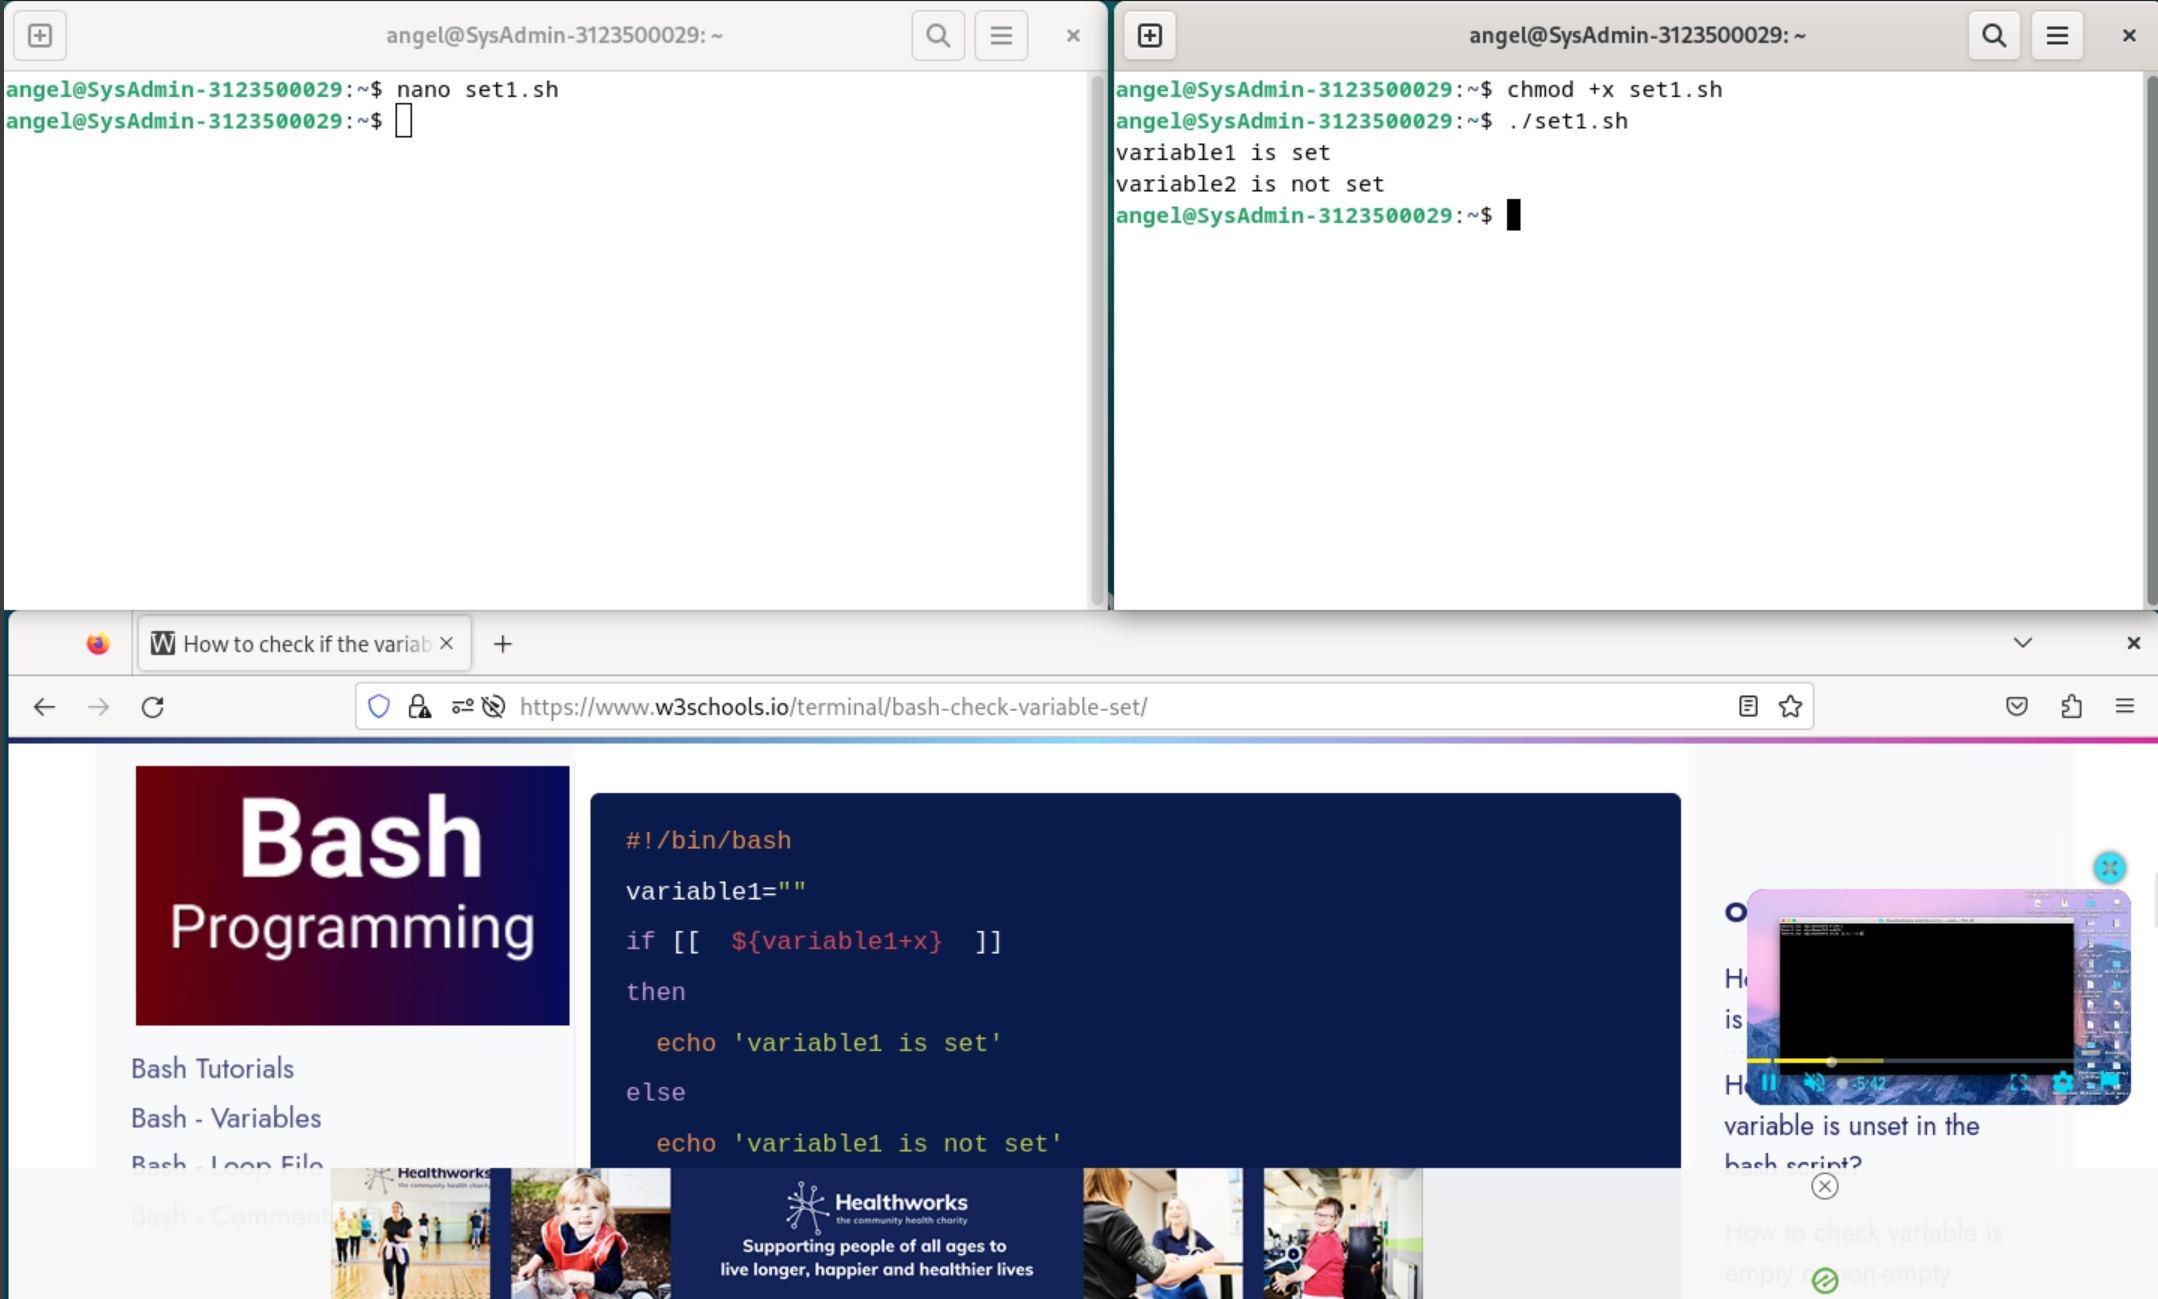 angel@SysAdmin-3123500029: ~
angel@SysAdmin-3123500029:~$ nano set1.sh
angel@SysAdmin-3123500029:~$
angel@SysAdmin-3123500029: ~
angel@SysAdmin-3123500029:~$ chmod +x set1.sh
angel@SysAdmin-3123500029:~$ ./set1.sh
variable1 is set
variable2 is not set
angel@SysAdmin-3123500029:~$
How to check if the variab
https://www.w3schools.io/terminal/bash-check-variable-set/
Bash
Programming
Bash Tutorials
Bash - Variables
Bash - Loop File
Bash - Comment
#!/bin/bash
variable1=""
if [[  ${variable1+x}  ]]
then
  echo 'variable1 is set'
else
  echo 'variable1 is not set'
is
-5:42
variable is unset in the
bash script?
How to check variable is
empty or non-empty
Healthworks
the community health charity
Healthworks
the community health charity
Supporting people of all ages to
live longer, happier and healthier lives